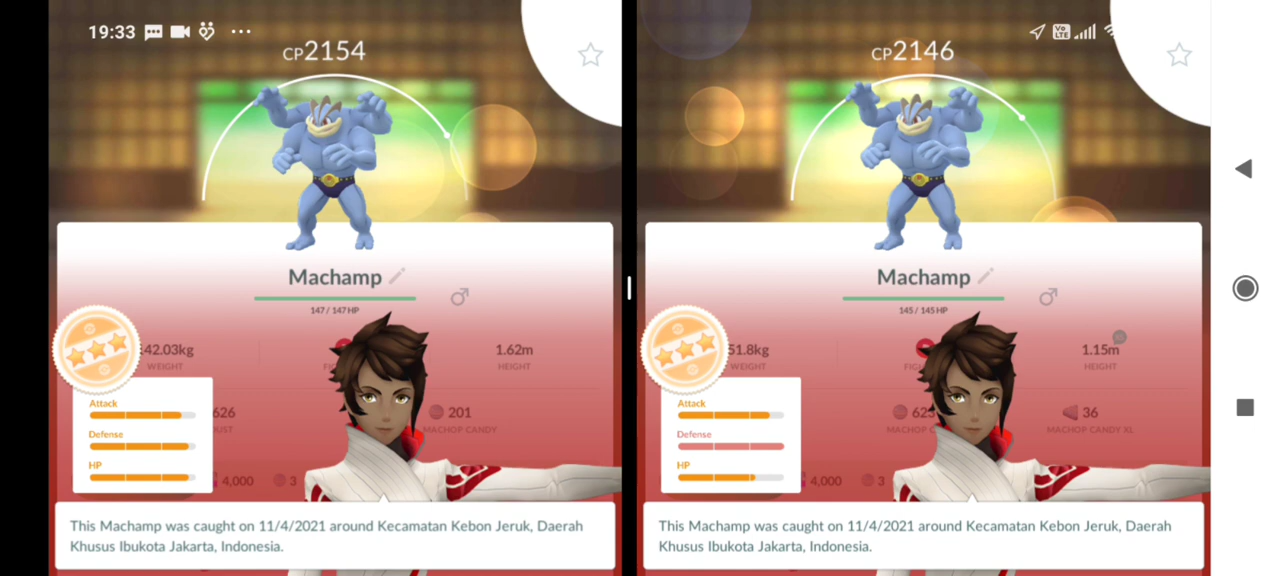 19:33
CP2154
Machamp
147 / 147 HP
42.03kg
WEIGHT
1.62m
HEIGHT
Attack
Defense
HP
626
201
MACHOP CANDY
4,000
3
This Machamp was caught on 11/4/2021 around Kecamatan Kebon Jeruk, Daerah
Khusus Ibukota Jakarta, Indonesia.
Vo
LTE
CP2146
Machamp
145 / 145 HP
51.8kg
WEIGHT
1.15m
HEIGHT
Attack
Defense
HP
625
MACHOP C
36
MACHOP CANDY XL
4,000
3
This Machamp was caught on 11/4/2021 around Kecamatan Kebon Jeruk, Daerah
Khusus Ibukota Jakarta, Indonesia.